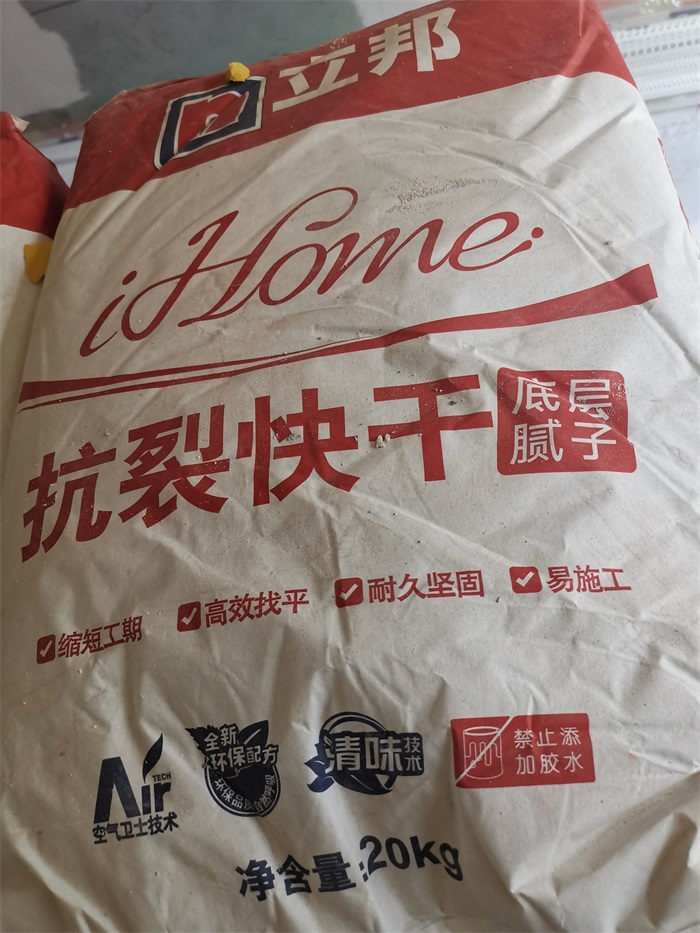 立邦
iHome
抗裂快干
底层
腻子
缩短工期
高效找平
耐久坚固
易施工
Air
TECH
空气卫士技术
全新
环保配方
清味
技术
禁止添
加胶水
净含量:20kg